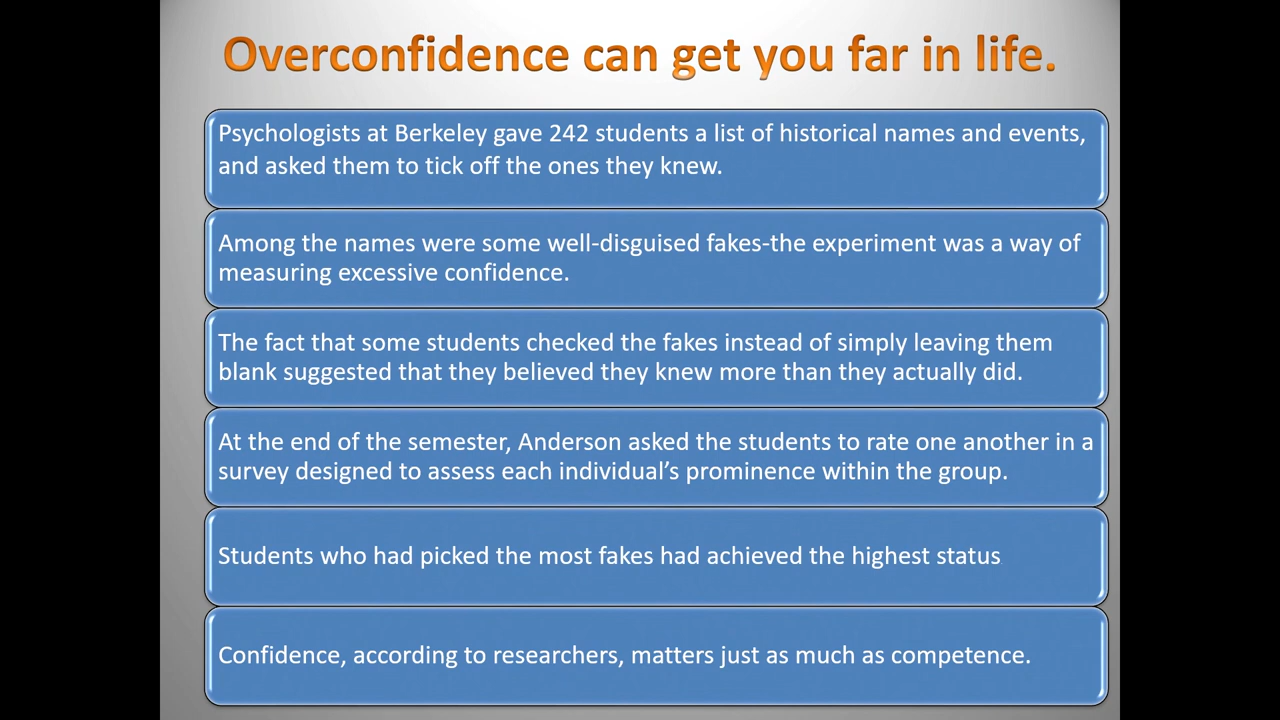 Overconfidence can get you far in life.
Psychologists at Berkeley gave 242 students a list of historical names and events,
and asked them to tick off the ones they knew.
Among the names were some well-disguised fakes-the experiment was a way of
measuring excessive confidence.
The fact that some students checked the fakes instead of simply leaving them
blank suggested that they believed they knew more than they actually did.
At the end of the semester, Anderson asked the students to rate one another in a
survey designed to assess each individual’s prominence within the group.
Students who had picked the most fakes had achieved the highest status
Confidence, according to researchers, matters just as much as competence.